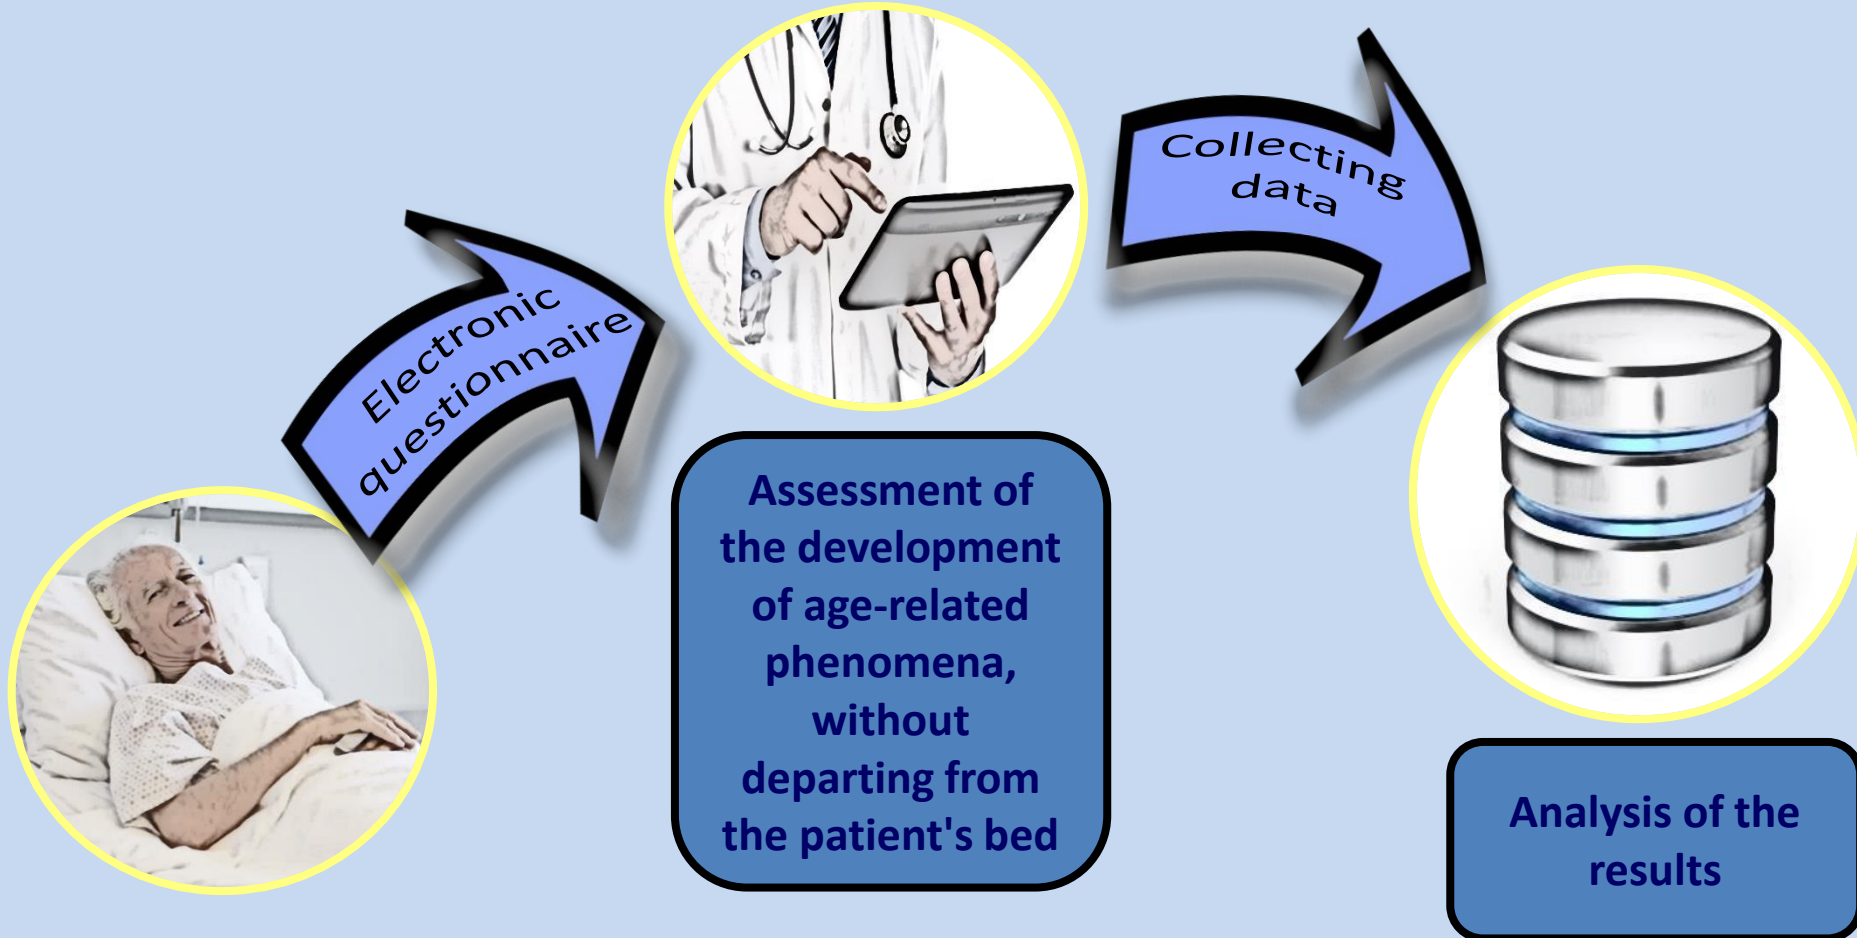 Electronic
questionnaire
Collecting
data
Assessment of
the development
of age-related
phenomena,
without
departing from
the patient's bed
Analysis of the
results